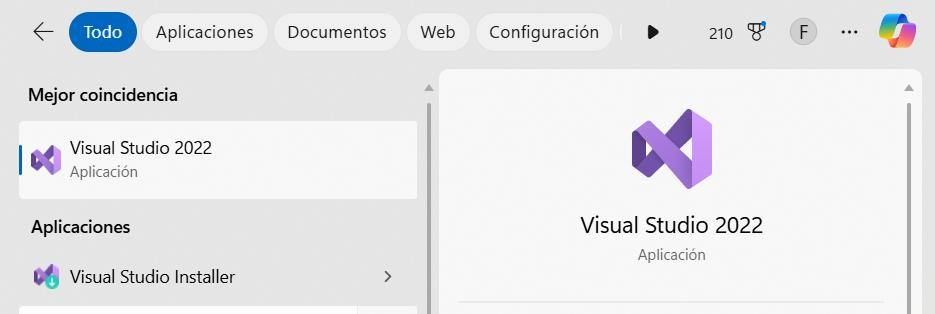 Todo Aplicaciones Documentos Web Configuración 210 F
Mejor coincidencia
Visual Studio 2022
Aplicación
Aplicaciones
Visual Studio Installer
Visual Studio 2022
Aplicación